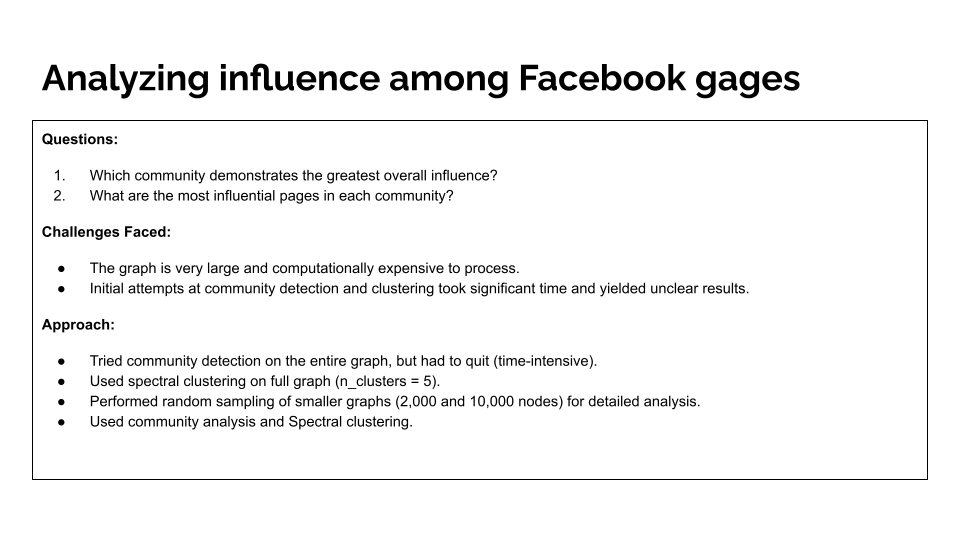 Analyzing influence among Facebook gages
Questions:
1. Which community demonstrates the greatest overall influence?
2. What are the most influential pages in each community?
Challenges Faced:
● The graph is very large and computationally expensive to process.
● Initial attempts at community detection and clustering took significant time and yielded unclear results.
Approach:
● Tried community detection on the entire graph, but had to quit (time-intensive).
● Used spectral clustering on full graph (n_clusters = 5).
● Performed random sampling of smaller graphs (2,000 and 10,000 nodes) for detailed analysis.
● Used community analysis and Spectral clustering.